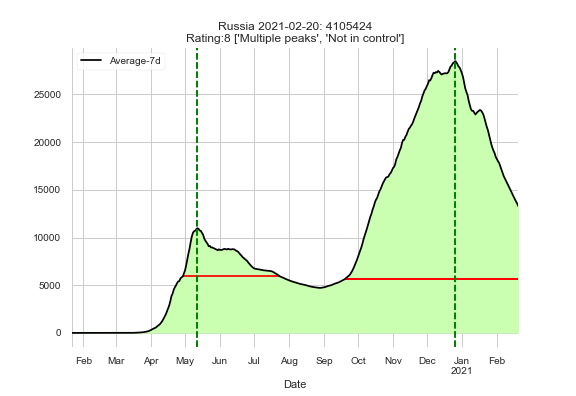 Russia 2021-02-20: 4105424
Rating:8 ['Multiple peaks', 'Not in control']
Average-7d
25000
20000
15000
10000
5000
0
Feb Mar Apr May Jun Jul Aug Sep Oct Nov Dec Jan Feb
2021
Date